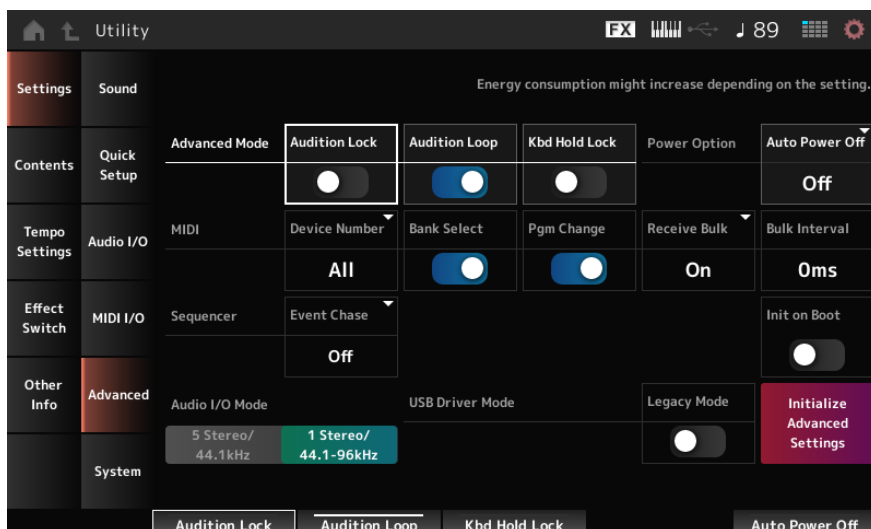 Utility
FX
♩ 89
Settings
Sound
Energy consumption might increase depending on the setting.
Contents
Quick
Setup
Advanced Mode
Audition Lock
Audition Loop
Kbd Hold Lock
Power Option
Auto Power Off
Off
Tempo
Settings
Audio I/O
MIDI
Device Number
Bank Select
Pgm Change
Receive Bulk
Bulk Interval
All
On
0ms
Effect
Switch
MIDI I/O
Sequencer
Event Chase
Init on Boot
Off
Other
Info
Advanced
Audio I/O Mode
USB Driver Mode
Legacy Mode
5 Stereo/
44.1kHz
1 Stereo/
44.1-96kHz
Initialize
Advanced
Settings
System
Audition Lock
Audition Loop
Kbd Hold Lock
Auto Power Off